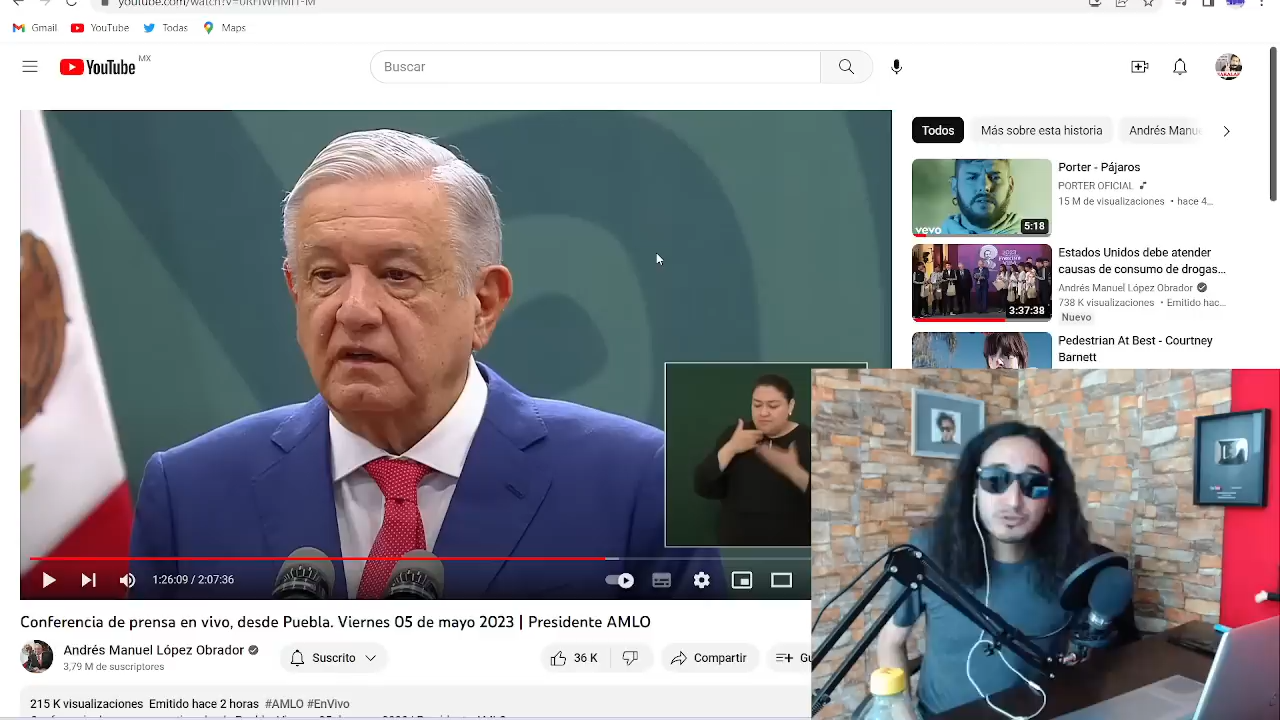 Gmail
YouTube
Todas
Maps
YouTube MX
Buscar
Todos
Más sobre esta historia
Andrés Manue
Porter - Pájaros
PORTER OFICIAL
15 M de visualizaciones • hace 4...
vevo
5:18
Estados Unidos debe atender
causas de consumo de drogas...
Andrés Manuel López Obrador
738 K visualizaciones • Emitido hac...
Nuevo
3:37:38
Pedestrian At Best - Courtney
Barnett
1:26:09 / 2:07:36
Conferencia de prensa en vivo, desde Puebla. Viernes 05 de mayo 2023 | Presidente AMLO
Andrés Manuel López Obrador
3,79 M de suscriptores
Suscrito
36 K
Compartir
Gu
215 K visualizaciones Emitido hace 2 horas #AMLO #EnVivo